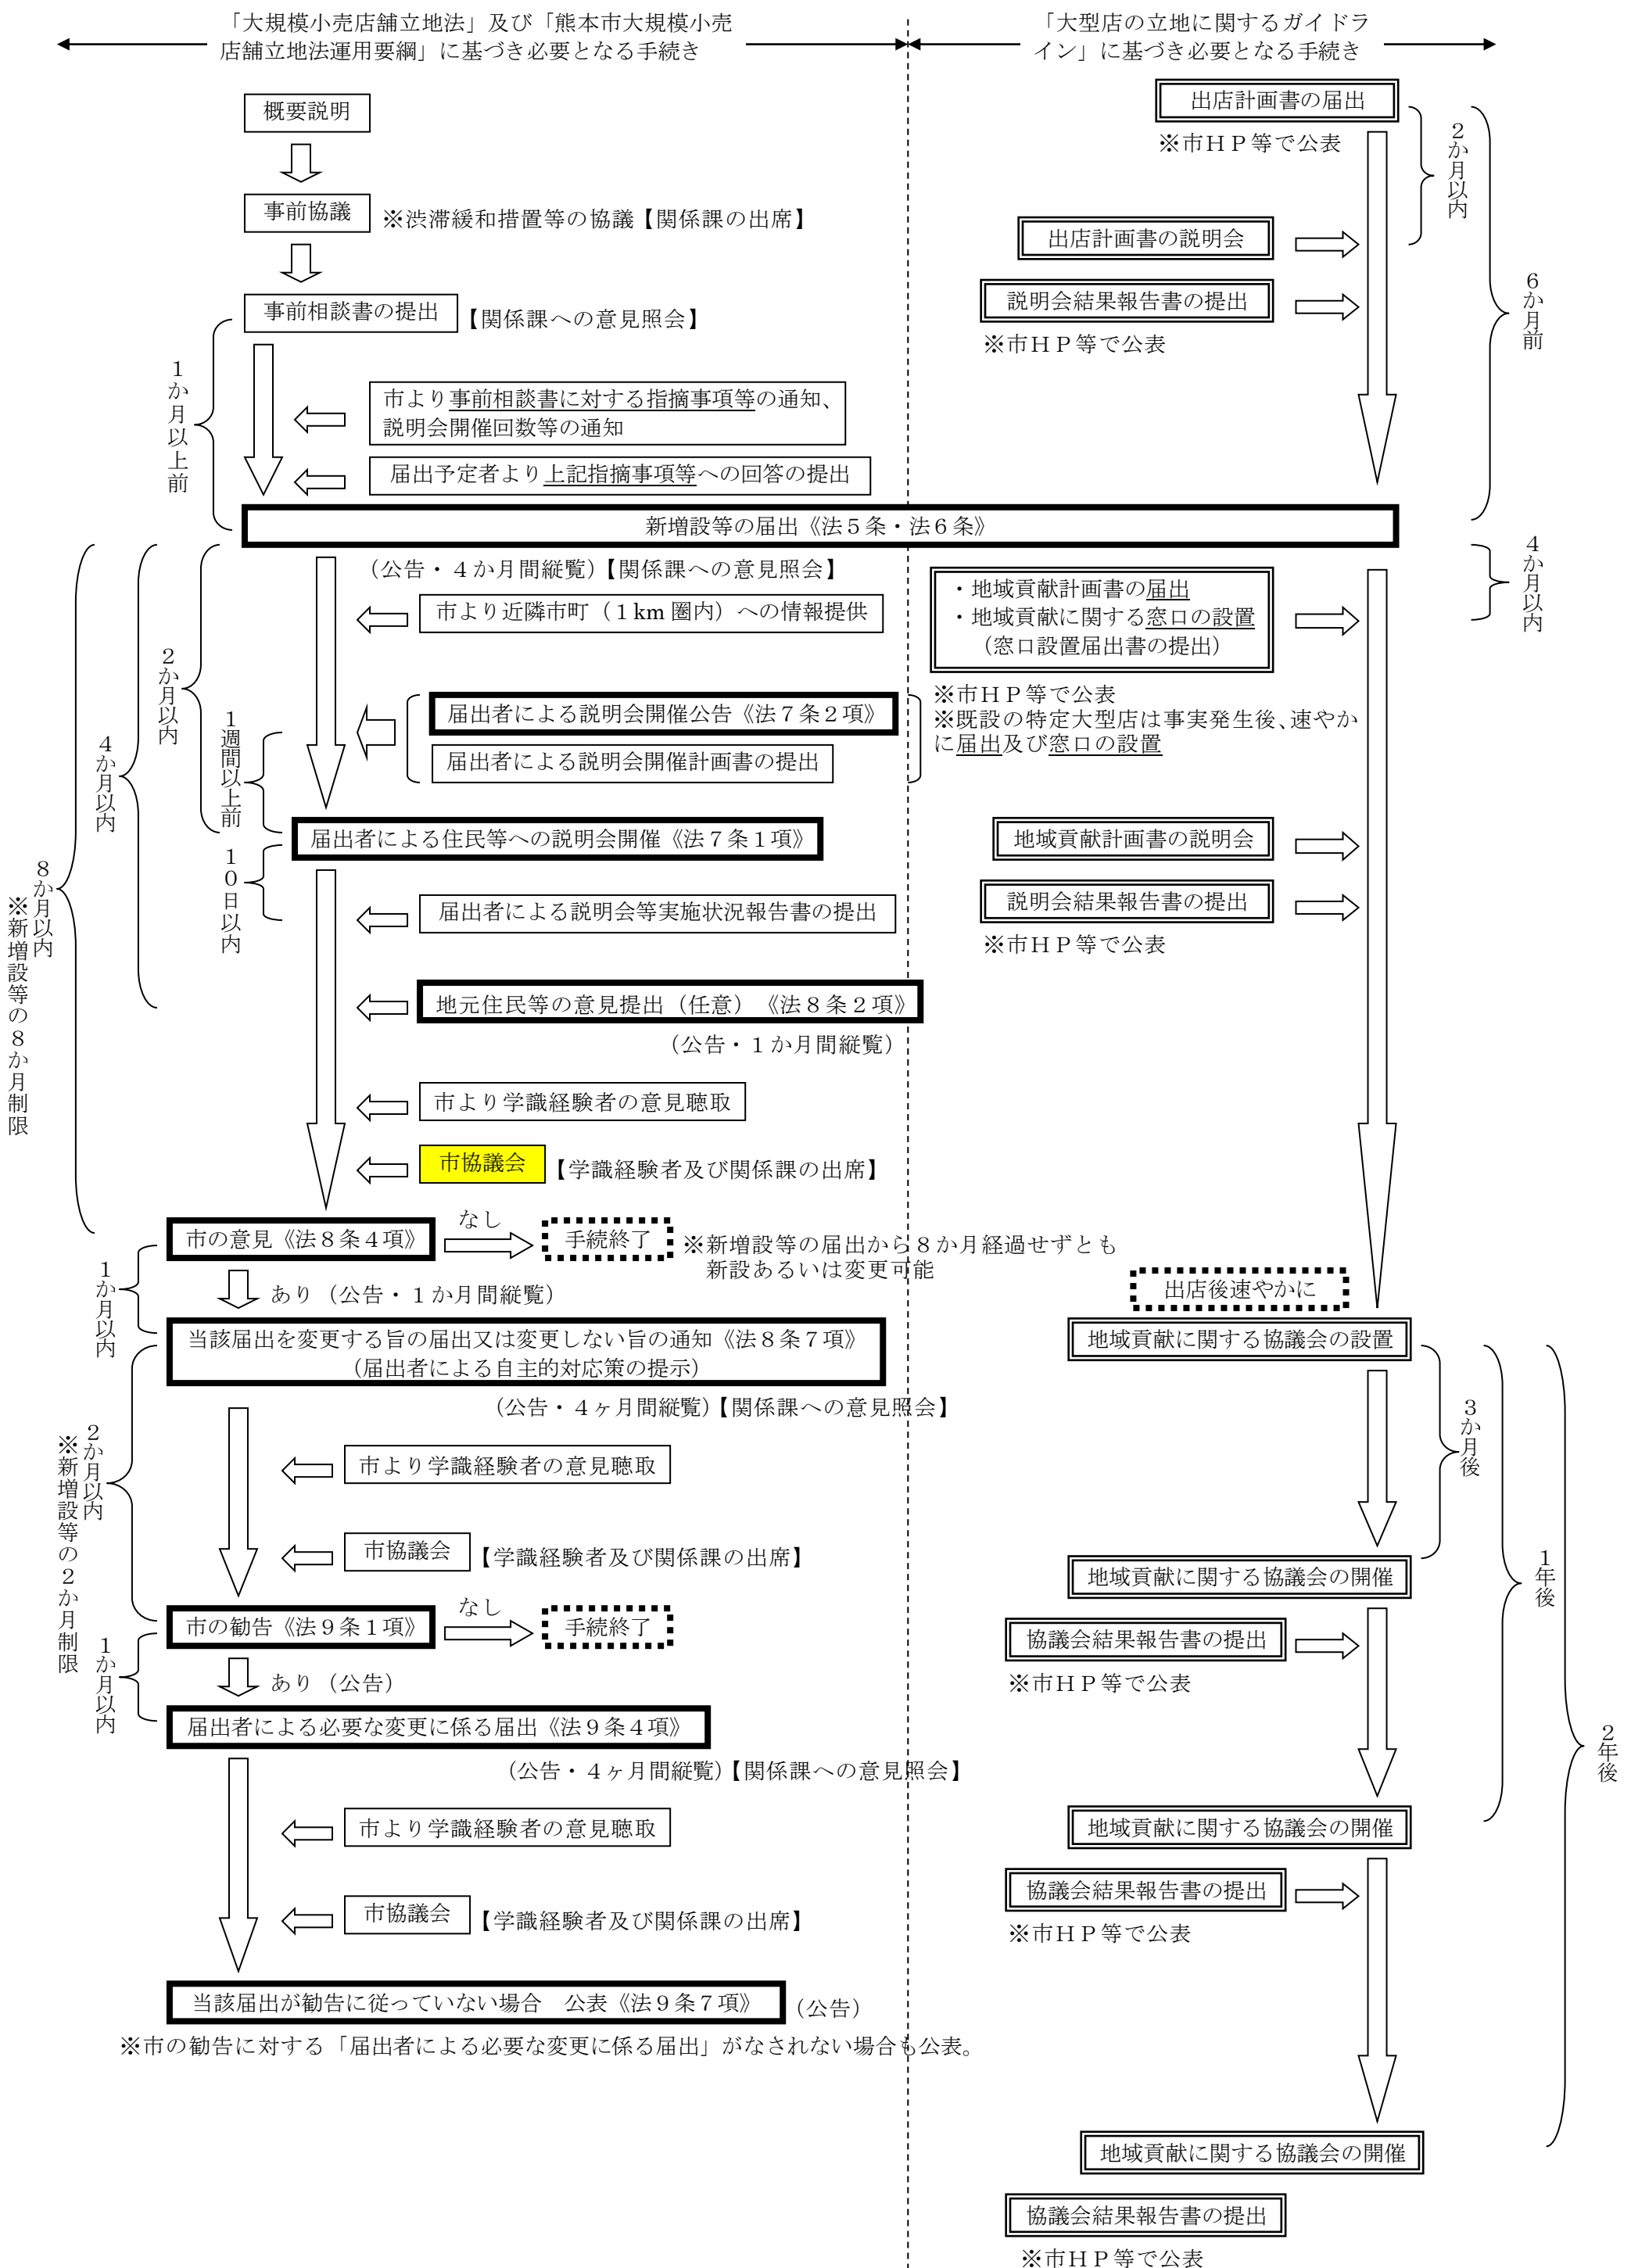 「大規模小売店舗立地法」及び「熊本市大規模小売
店舗立地法運用要綱」に基づき必要となる手続き
概要説明
事前協議
※渋滞緩和措置等の協議【関係課の出席】
事前相談書の提出
【関係課への意見照会】
1か月以上前
市より事前相談書に対する指摘事項等の通知、
説明会開催回数等の通知
届出予定者より上記指摘事項等への回答の提出
「大型店の立地に関するガイドラ
イン」に基づき必要となる手続き
出店計画書の届出
※市HP等で公表
2か月以内
出店計画書の説明会
説明会結果報告書の提出
※市HP等で公表
6か月前
新増設等の届出《法5条・法6条》
(公告・4か月間縦覧)【関係課への意見照会】
市より近隣市町(1km圏内)への情報提供
届出者による説明会開催公告《法7条2項》
届出者による説明会開催計画書の提出
2か月以内
1週間以上前
4か月以内
8か月以内
※新増設等の8か月制限
届出者による住民等への説明会開催《法7条1項》
10日以内
届出者による説明会等実施状況報告書の提出
地元住民等の意見提出(任意)《法8条2項》
(公告・1か月間縦覧)
市より学識経験者の意見聴取
市協議会
【学識経験者及び関係課の出席】
市の意見《法8条4項》
なし
手続終了
※新増設等の届出から8か月経過せずとも
新設あるいは変更可能
あり(公告・1か月間縦覧)
1か月以内
当該届出を変更する旨の届出又は変更しない旨の通知《法8条7項》
(届出者による自主的対応策の提示)
(公告・4ヶ月間縦覧)【関係課への意見照会】
市より学識経験者の意見聴取
市協議会
【学識経験者及び関係課の出席】
2か月以内
※新増設等の2か月制限
市の勧告《法9条1項》
なし
手続終了
あり(公告)
1か月以内
届出者による必要な変更に係る届出《法9条4項》
(公告・4ヶ月間縦覧)【関係課への意見照会】
市より学識経験者の意見聴取
市協議会
【学識経験者及び関係課の出席】
当該届出が勧告に従っていない場合 公表《法9条7項》
(公告)
※市の勧告に対する「届出者による必要な変更に係る届出」がなされない場合も公表。
4か月以内
・地域貢献計画書の届出
・地域貢献に関する窓口の設置
(窓口設置届出書の提出)
※市HP等で公表
※既設の特定大型店は事実発生後、速やか
に届出及び窓口の設置
地域貢献計画書の説明会
説明会結果報告書の提出
※市HP等で公表
出店後速やかに
地域貢献に関する協議会の設置
3か月後
地域貢献に関する協議会の開催
協議会結果報告書の提出
※市HP等で公表
1年後
地域貢献に関する協議会の開催
協議会結果報告書の提出
※市HP等で公表
2年後
地域貢献に関する協議会の開催
協議会結果報告書の提出
※市HP等で公表